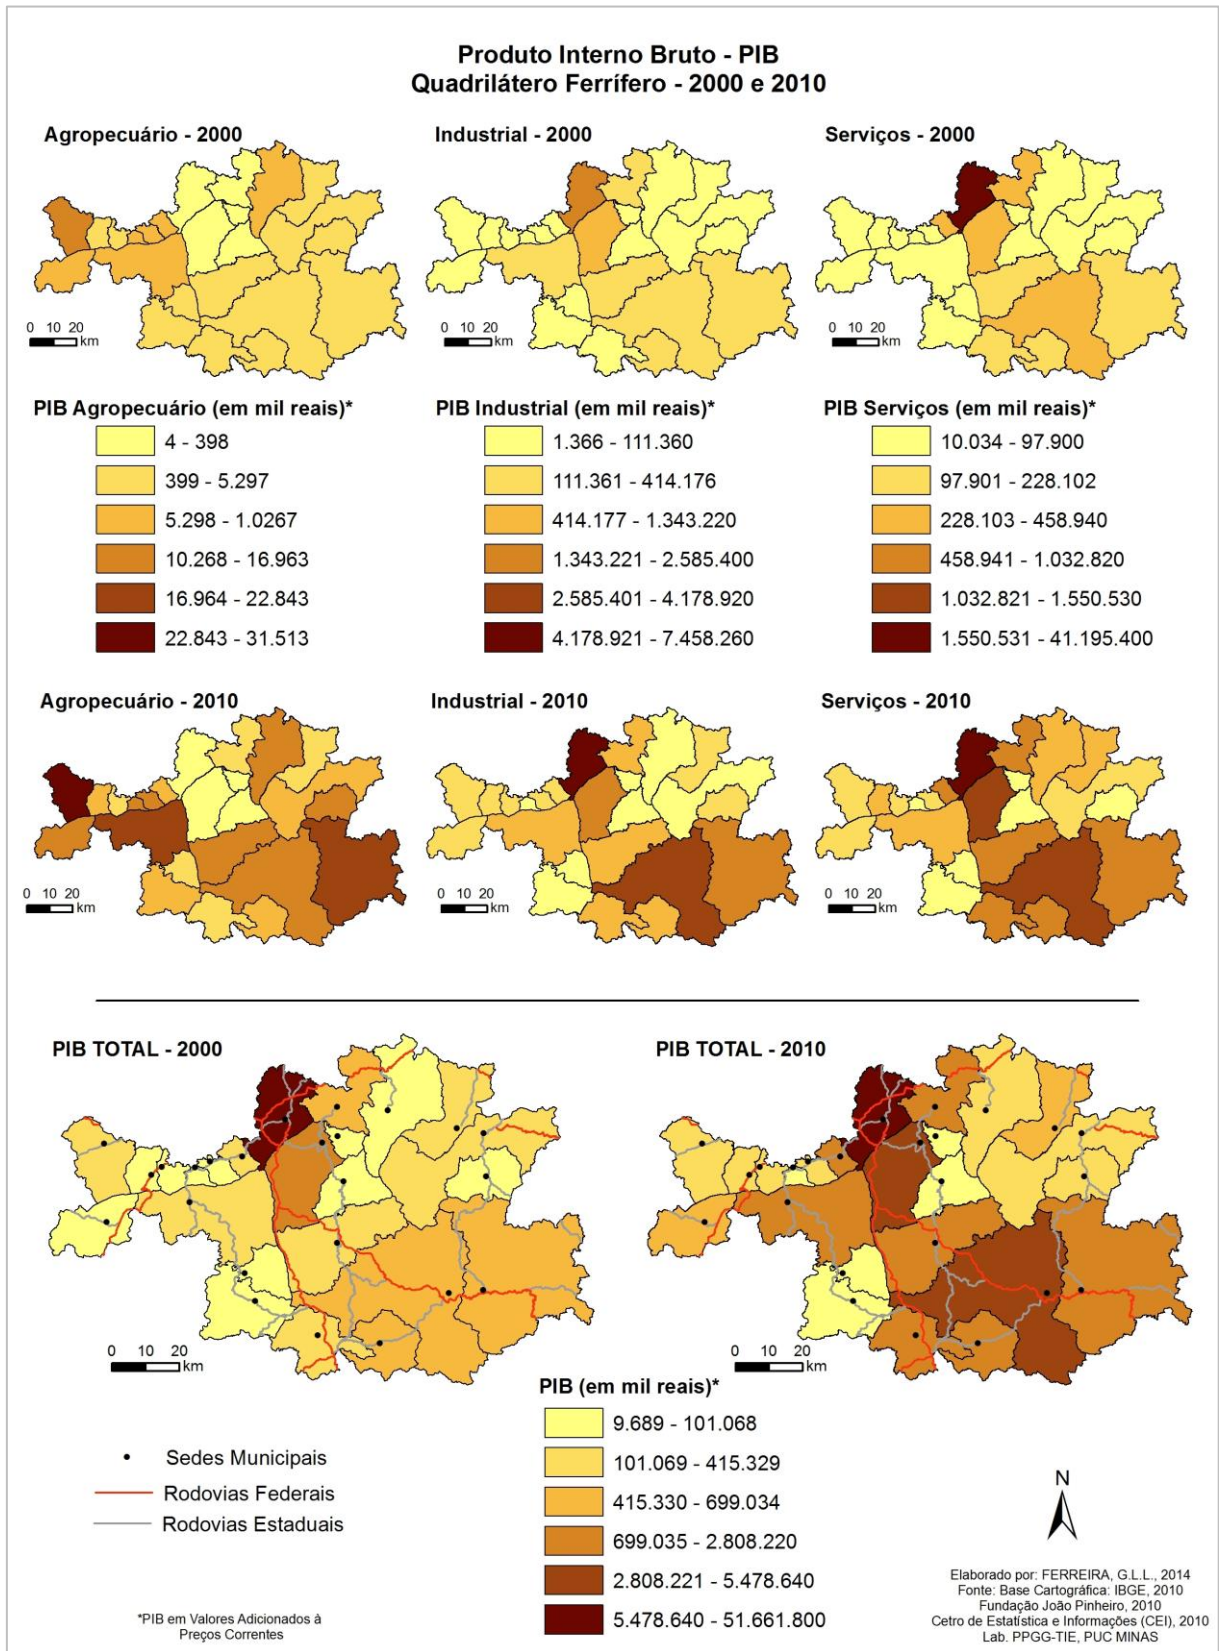 Produto Interno Bruto - PIB
Quadrilátero Ferrífero - 2000 e 2010
Agropecuário - 2000
Industrial - 2000
Serviços - 2000
0 10 20
km
0 10 20
km
0 10 20
km
PIB Agropecuário (em mil reais)*
4 - 398
399 - 5.297
5.298 - 1.0267
10.268 - 16.963
16.964 - 22.843
22.843 - 31.513
PIB Industrial (em mil reais)*
1.366 - 111.360
111.361 - 414.176
414.177 - 1.343.220
1.343.221 - 2.585.400
2.585.401 - 4.178.920
4.178.921 - 7.458.260
PIB Serviços (em mil reais)*
10.034 - 97.900
97.901 - 228.102
228.103 - 458.940
458.941 - 1.032.820
1.032.821 - 1.550.530
1.550.531 - 41.195.400
Agropecuário - 2010
Industrial - 2010
Serviços - 2010
0 10 20
km
0 10 20
km
0 10 20
km
PIB TOTAL - 2000
PIB TOTAL - 2010
0 10 20
km
0 10 20
km
PIB (em mil reais)*
9.689 - 101.068
101.069 - 415.329
415.330 - 699.034
699.035 - 2.808.220
2.808.221 - 5.478.640
5.478.640 - 51.661.800
Sedes Municipais
Rodovias Federais
Rodovias Estaduais
*PIB em Valores Adicionados à
Preços Correntes
N
Elaborado por: FERREIRA, G.L.L., 2014
Fonte: Base Cartográfica: IBGE, 2010
Fundação João Pinheiro, 2010
Cetro de Estatística e Informações (CEI), 2010
Lab. PPGG-TIE, PUC MINAS